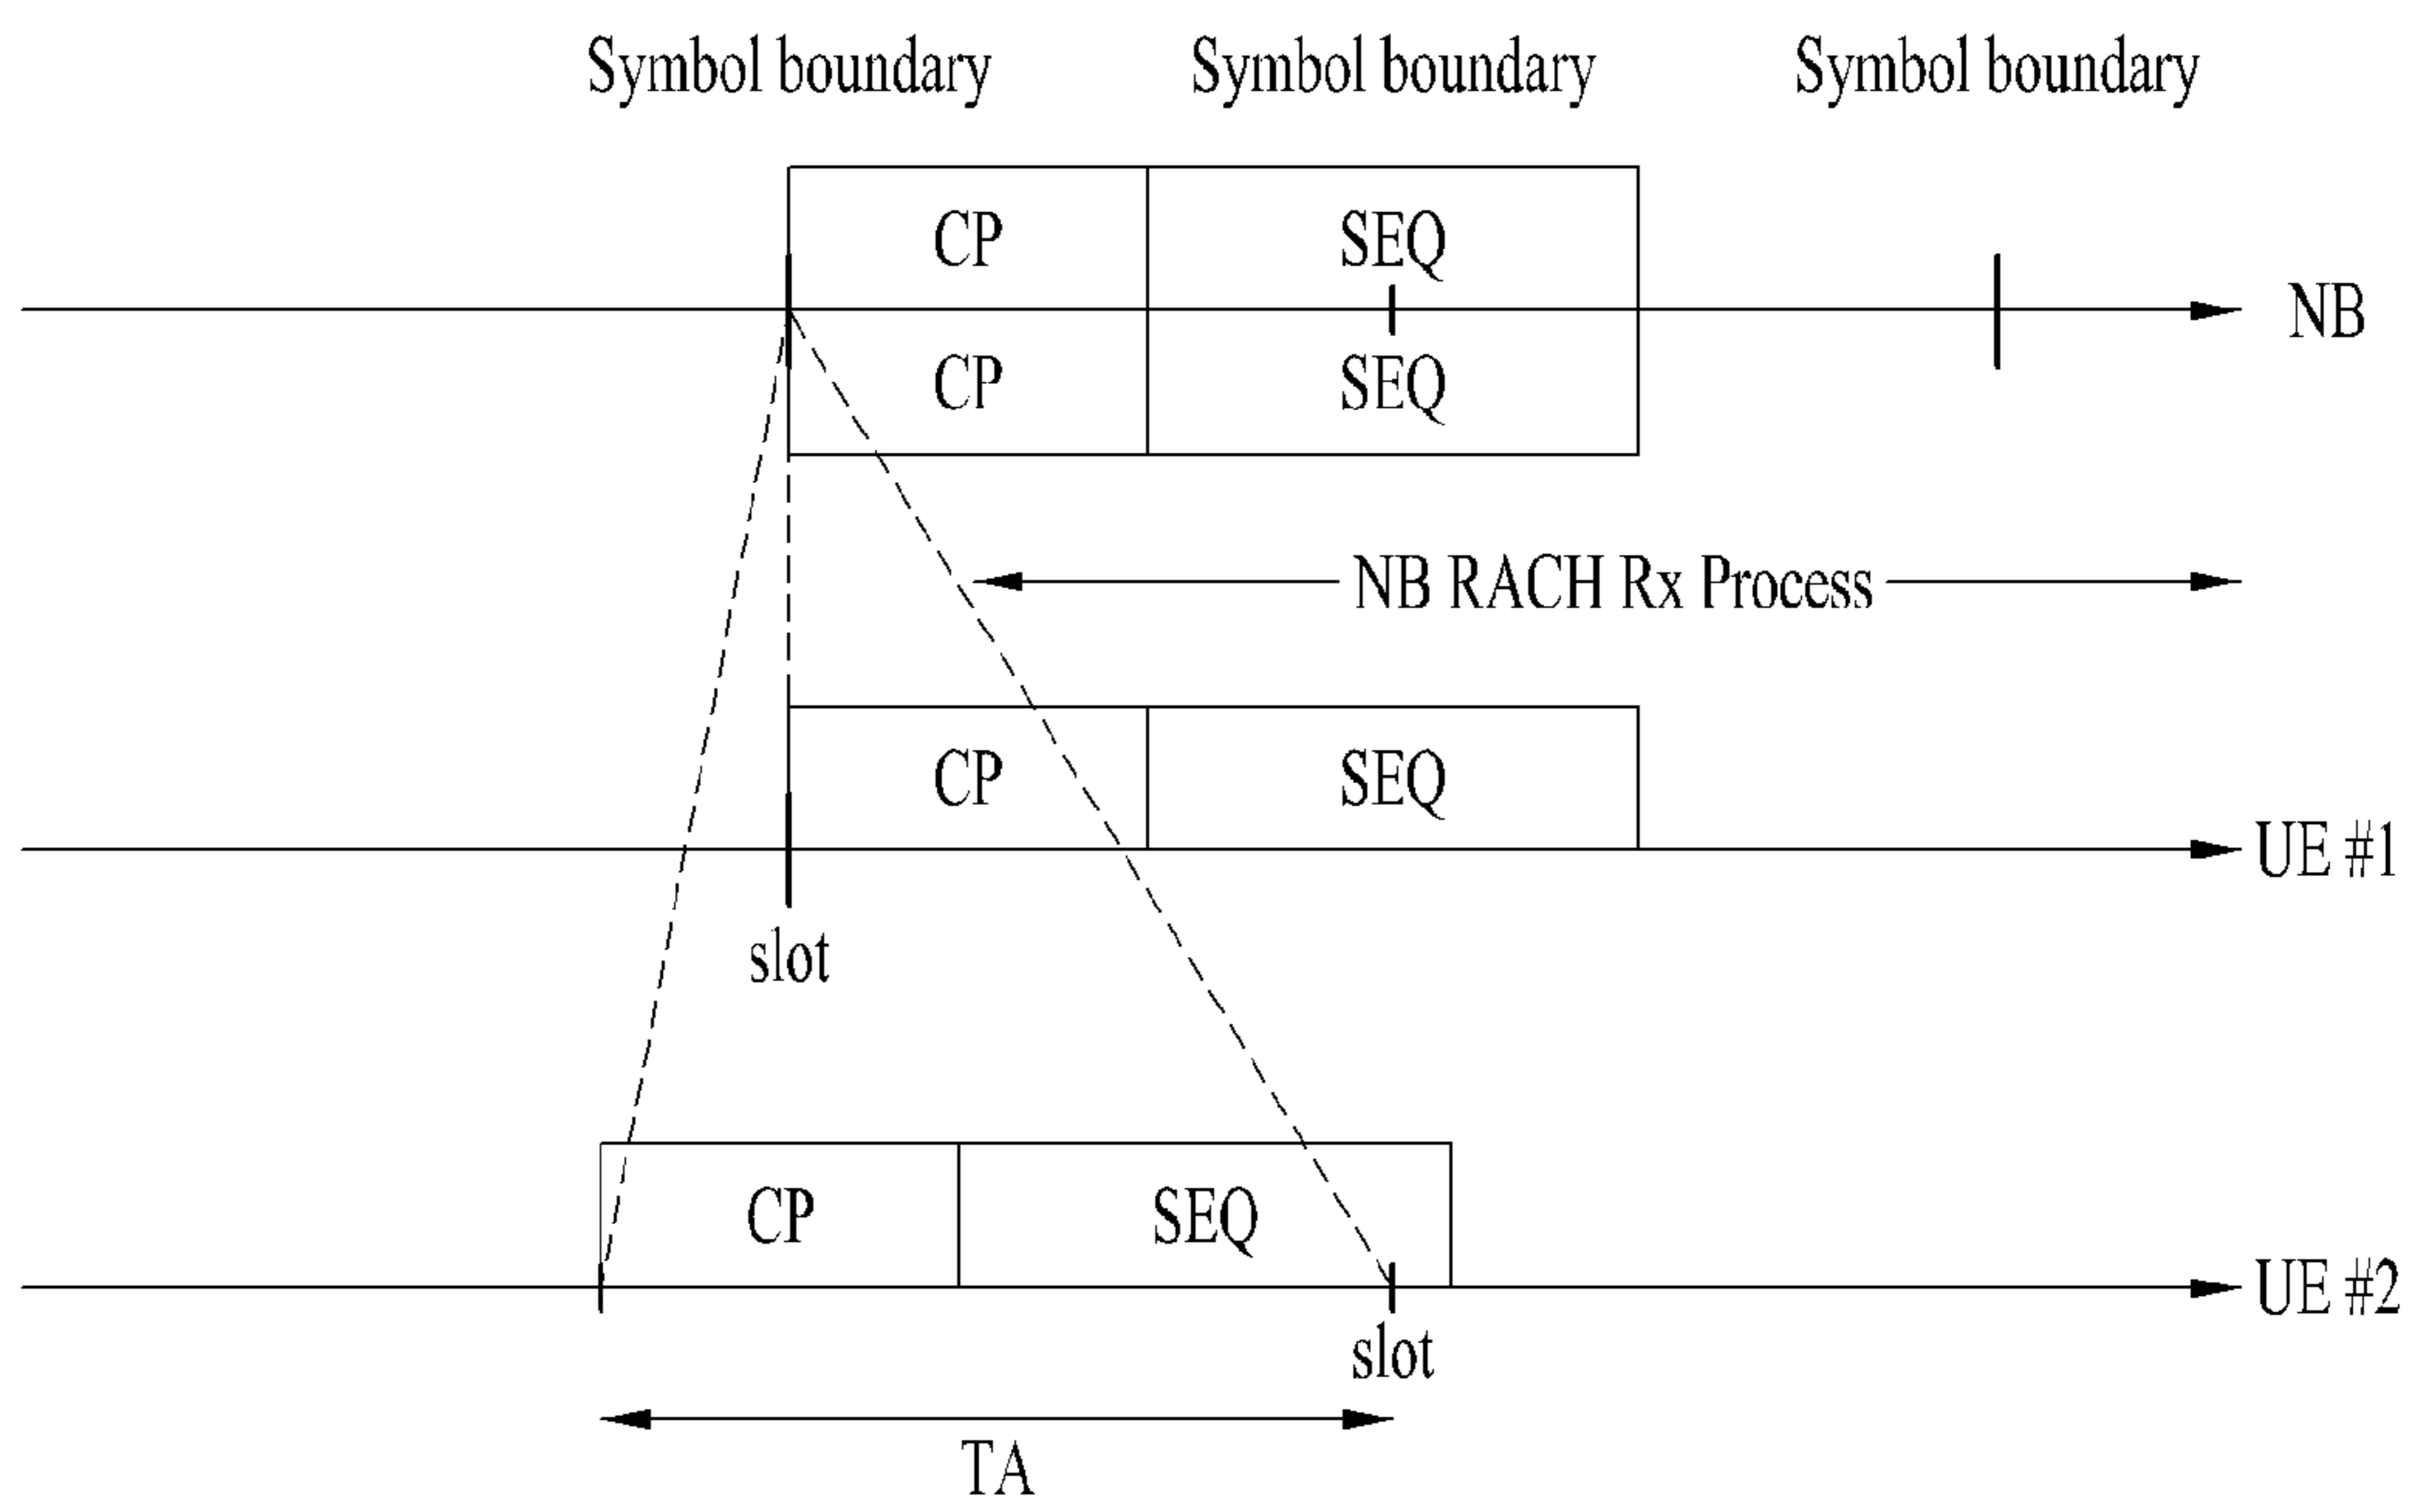 Symbol boundary Symbol boundary Symbol boundary
CP SEQ
NB
CP SEQ
NB RACH Rx Process
CP SEQ
UE #1
slot
CP SEQ
UE #2
slot
TA